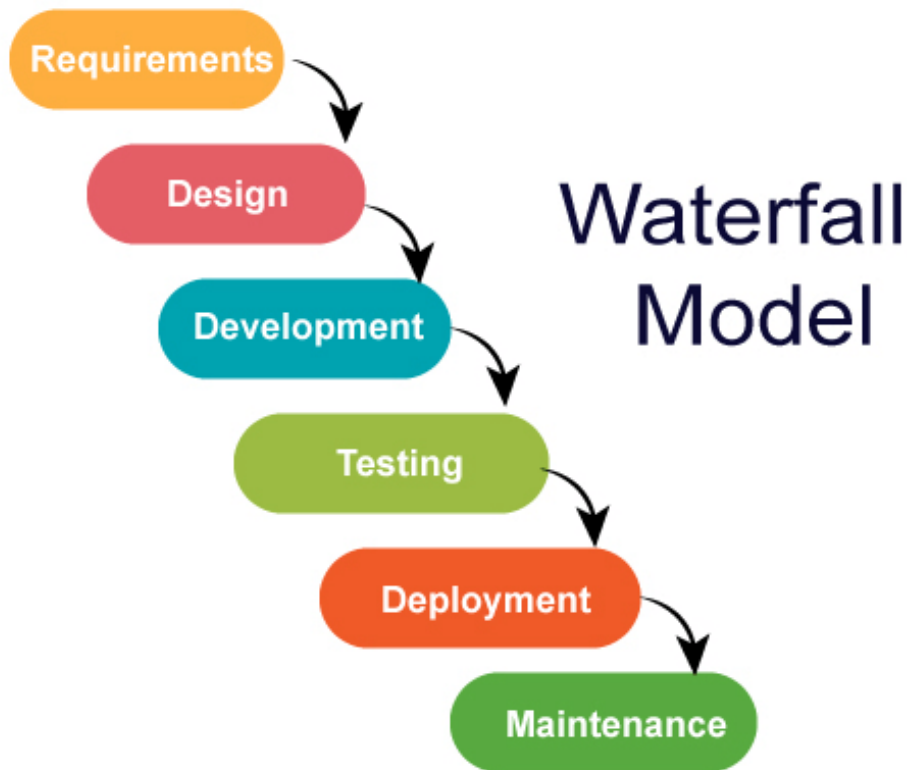 Requirements
Design
Waterfall
Model
Development
Testing
Deployment
Maintenance